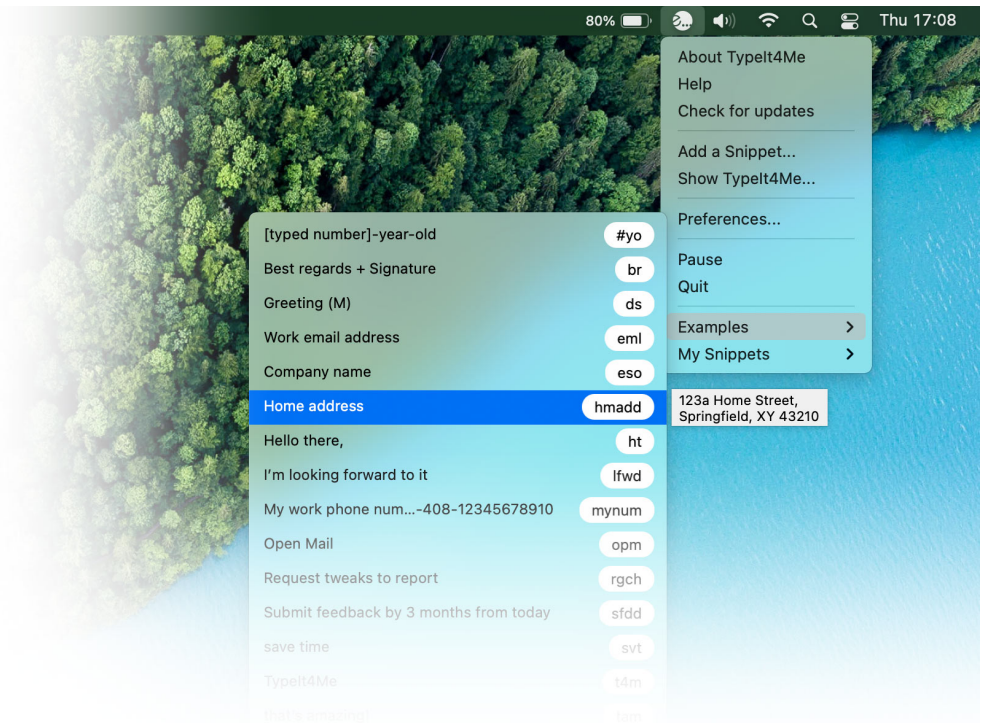 80% Thu 17:08
About TypeIt4Me
Help
Check for updates
Add a Snippet...
Show TypeIt4Me...
Preferences...
Pause
Quit
Examples
My Snippets
[typed number]-year-old #yo
Best regards + Signature br
Greeting (M) ds
Work email address eml
Company name eso
Home address hmadd
123a Home Street,
Springfield, XY 43210
Hello there, ht
I'm looking forward to it lfwd
My work phone num...-408-12345678910 mynum
Open Mail opm
Request tweaks to report rgch
Submit feedback by 3 months from today sfdd
save time svt
TypeIt4Me t4m